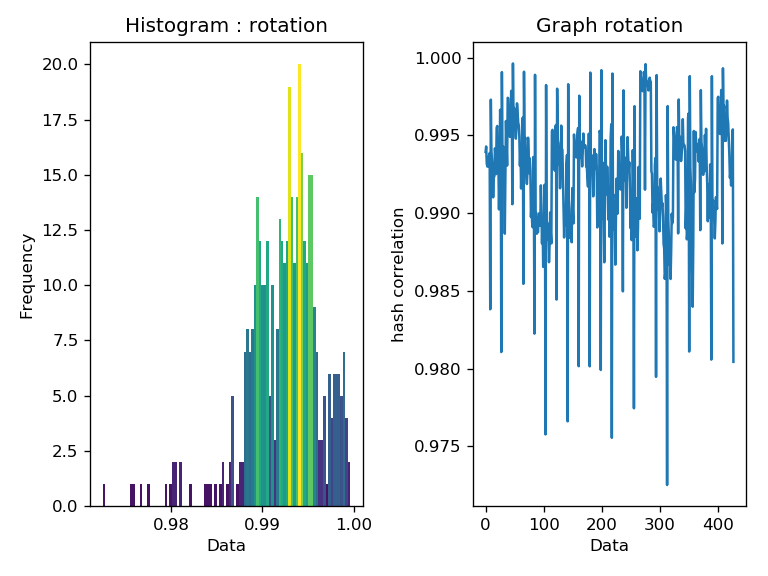 Histogram : rotation
Frequency
20.0
17.5
15.0
12.5
10.0
7.5
5.0
2.5
0.0
0.98 0.99 1.00
Data
Graph rotation
hash correlation
1.000
0.995
0.990
0.985
0.980
0.975
0 100 200 300 400
Data